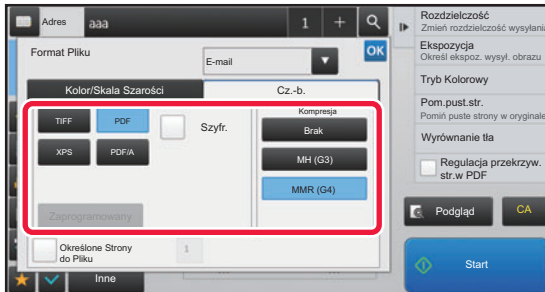 Adres
aaa
1
+
Format Pliku
E-mail
OK
Kolor/Skala Szarości
Cz.-b.
TIFF
PDF
Szyfr.
XPS
PDF/A
Zaprogramowany
Kompresja
Brak
MH (G3)
MMR (G4)
Określone Strony
do Pliku
1
Inne
Rozdzielczość
Zmień rozdzielczość wysyłania
Ekspozycja
Określ ekspoz. wysył. obrazu
Tryb Kolorowy
Pom.pust.str.
Pomiń puste strony w oryginale
Wyrównanie tła
Regulacja przekrzyw.
str.w PDF
Podgląd
CA
Start